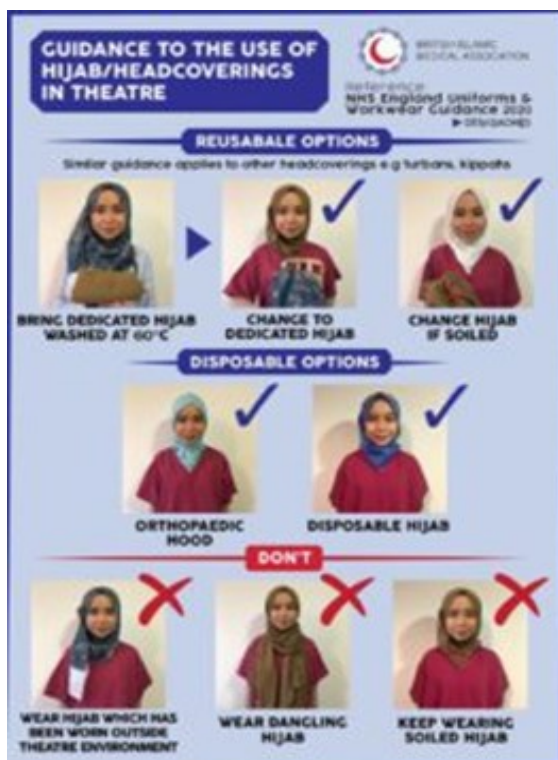 GUIDANCE TO THE USE OF
HIJAB/HEADCOVERINGS
IN THEATRE
BRITISH ISLAMIC
MEDICAL ASSOCIATION
Reference
NHS England Uniforms &
Workwear Guidance 2020
REUSABALE OPTIONS
Similar guidance applies to other headcoverings e.g turbans, kippahs
BRING DEDICATED HIJAB
WASHED AT 60°C
CHANGE TO
DEDICATED HIJAB
CHANGE HIJAB
IF SOILED
DISPOSABLE OPTIONS
ORTHOPAEDIC
HOOD
DISPOSABLE HIJAB
DON'T
WEAR HIJAB WHICH HAS
BEEN WORN OUTSIDE
THEATRE ENVIRONMENT
WEAR DANGLING
HIJAB
KEEP WEARING
SOILED HIJAB